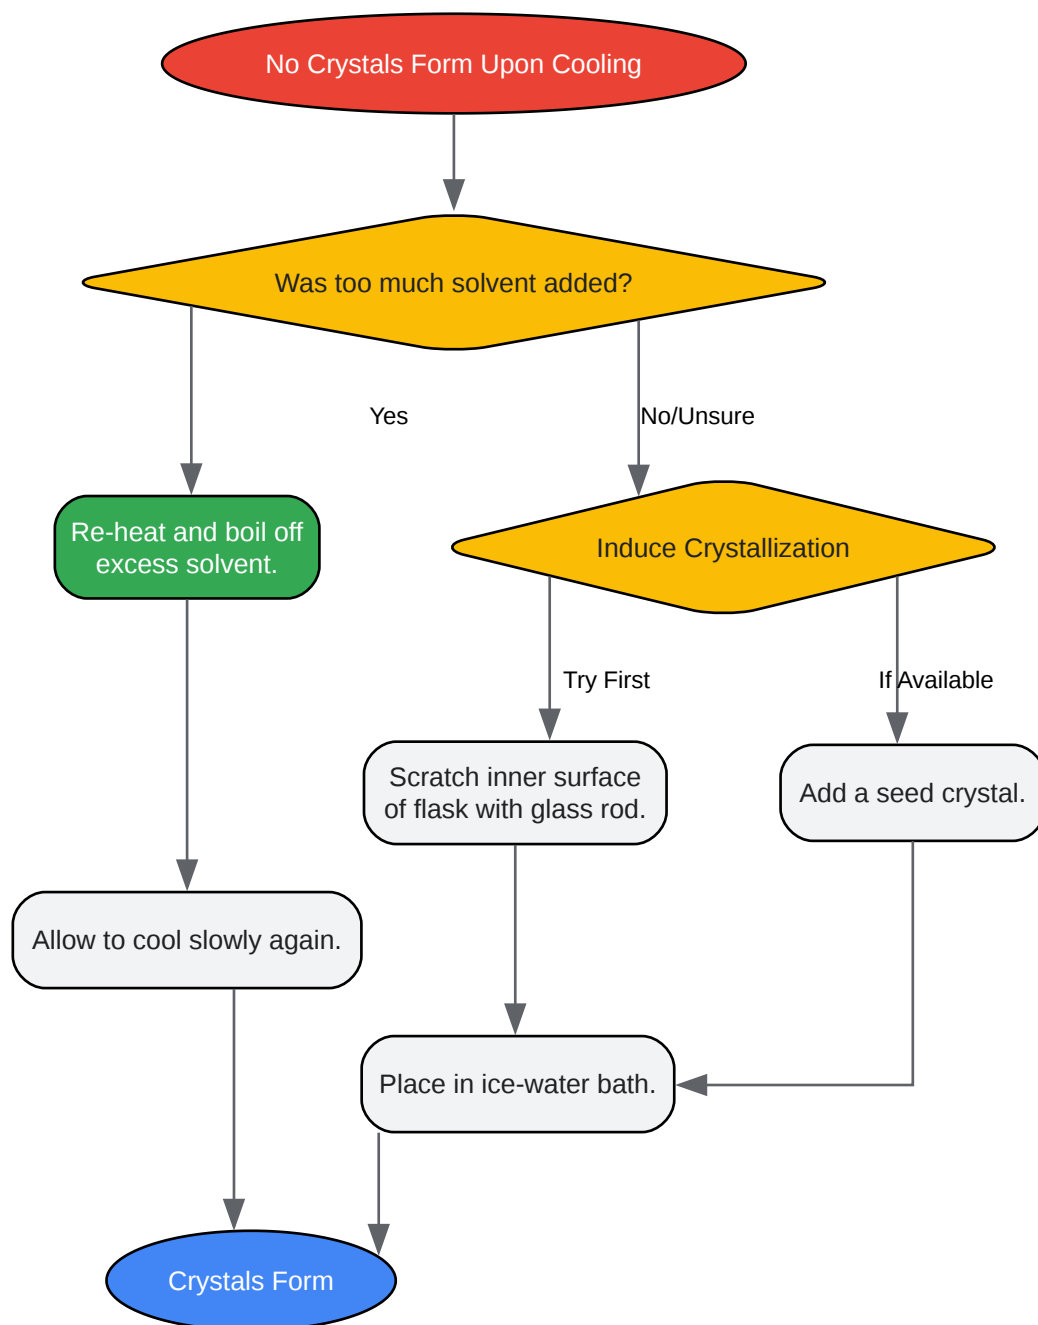 No Crystals Form Upon Cooling
Was too much solvent added?
Yes
No/Unsure
Re-heat and boil off
excess solvent.
Induce Crystallization
Try First
If Available
Scratch inner surface
of flask with glass rod.
Add a seed crystal.
Allow to cool slowly again.
Place in ice-water bath.
Crystals Form